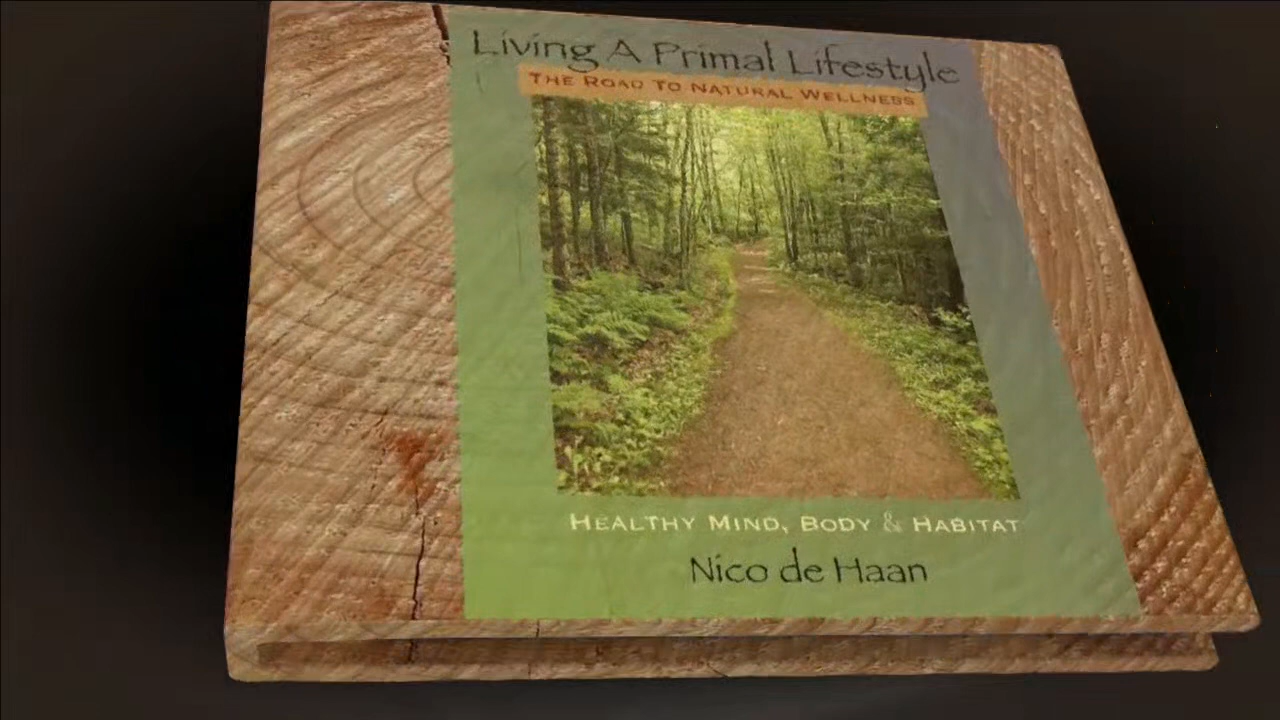 Living A Primal Lifestyle
The Road To Natural Wellness
Healthy Mind, Body & Habitat
Nico de Haan